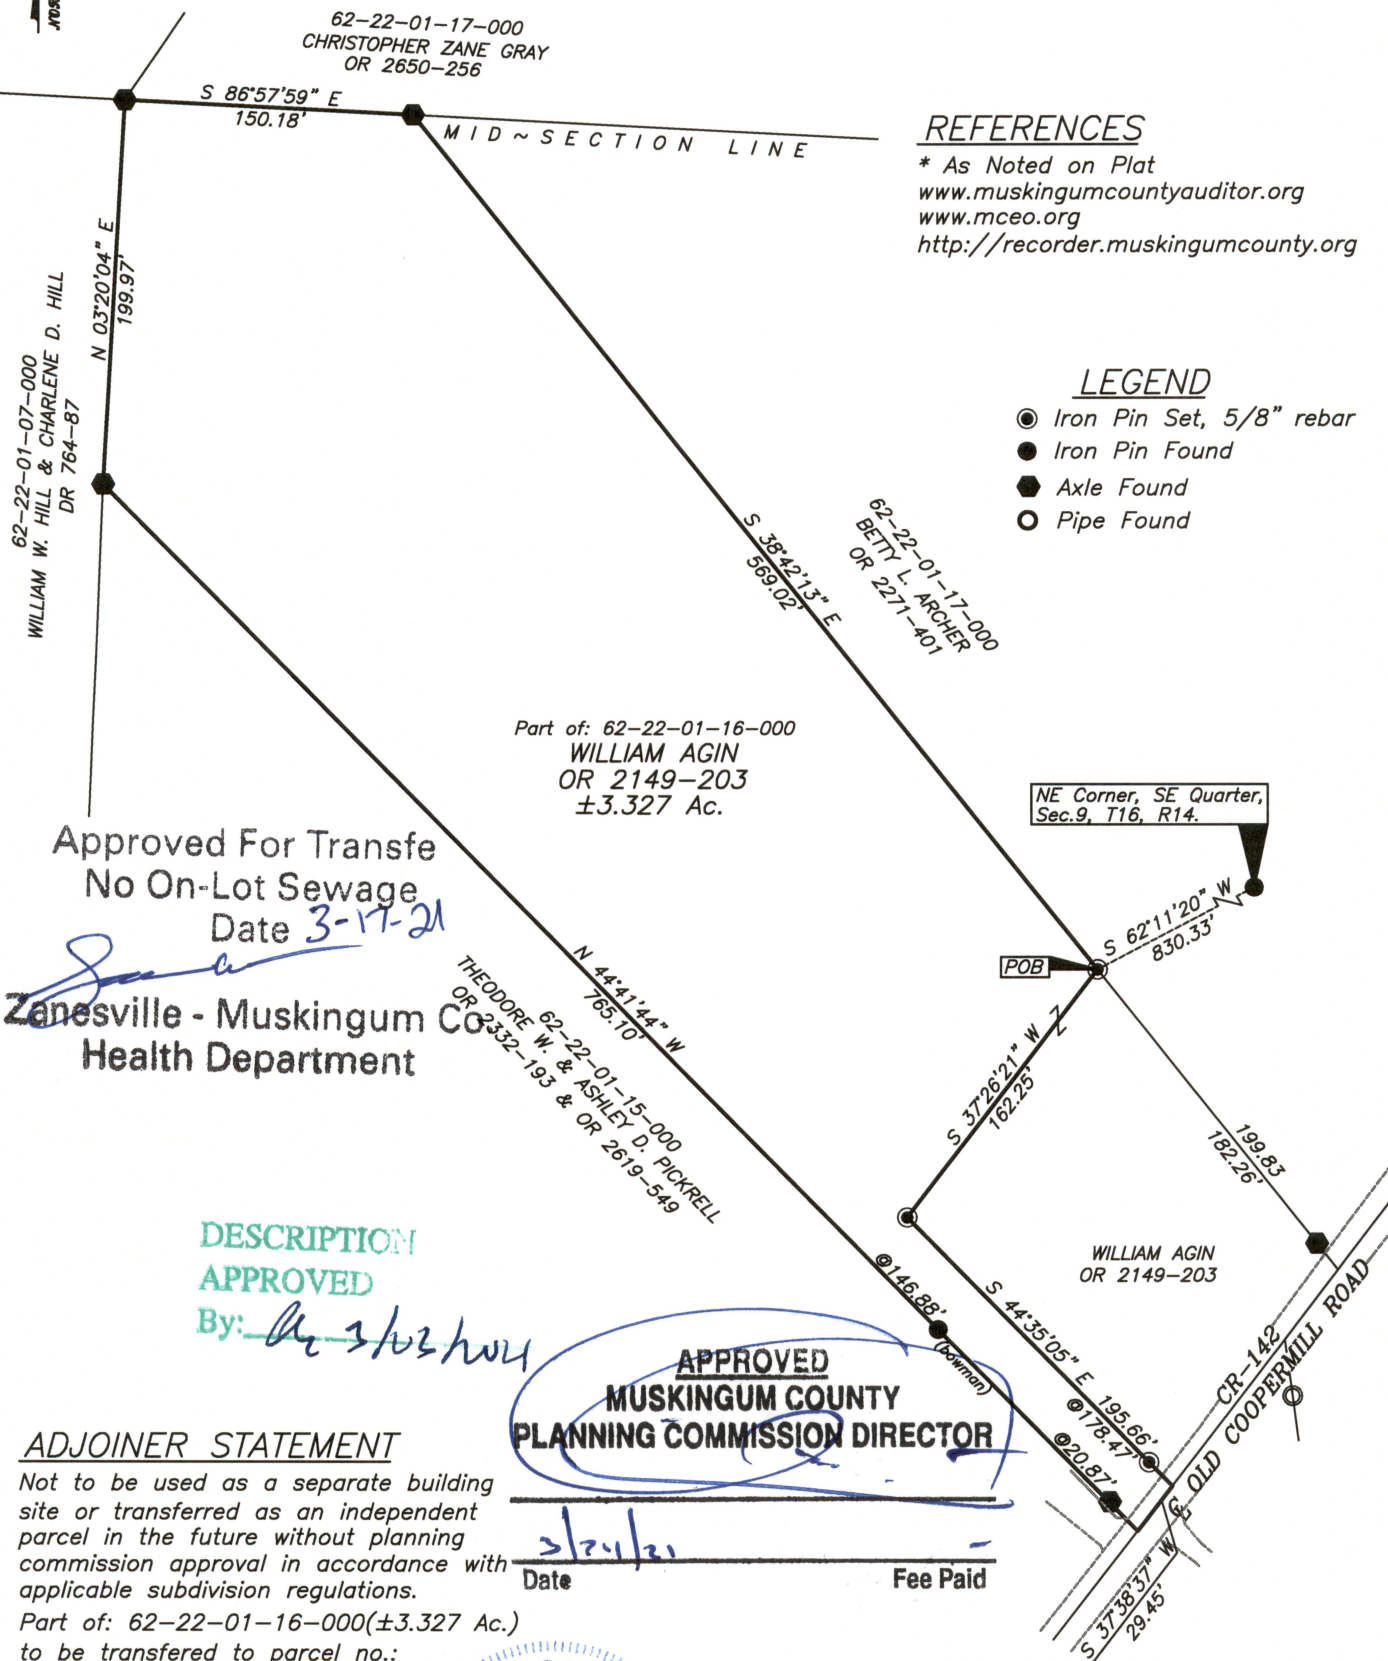 62-22-01-17-000
CHRISTOPHER ZANE GRAY
OR 2650-256
S 86°57'59" E
150.18'
MID~SECTION LINE
REFERENCES
* As Noted on Plat
www.muskingumcountyauditor.org
www.mceo.org
http://recorder.muskingumcounty.org
N 03°20'04" E
199.97'
62-22-01-07-000
WILLIAM W. HILL & CHARLENE D. HILL
DR 764-87
LEGEND
Iron Pin Set, 5/8" rebar
Iron Pin Found
Axle Found
Pipe Found
S 38°42'13" E
569.02'
62-22-01-17-000
BETTY L. ARCHER
OR 2271-401
Part of: 62-22-01-16-000
WILLIAM AGIN
OR 2149-203
±3.327 Ac.
NE Corner, SE Quarter,
Sec.9, T16, R14.
S 62°11'20" W
830.33'
POB
Approved For Transfe
No On-Lot Sewage
Date 3-17-21
Zanesville - Muskingum Co
Health Department
N 44°41'44" W
765.10'
62-22-01-15-000
THEODORE W. & ASHLEY D. PICKRELL
OR 2332-193 & OR 2619-549
S 37°26'21" W
162.25'
Z
199.83
182.26'
WILLIAM AGIN
OR 2149-203
@146.88'
(bowman)
S 44°35'05" E 195.66'
@178.47'
@20.87'
CR-142
℄ OLD COOPERMILL ROAD
S 37°38'37" W
29.45'
DESCRIPTION
APPROVED
By: 3/03/2021
APPROVED
MUSKINGUM COUNTY
PLANNING COMMISSION DIRECTOR
3/24/21 -
Date Fee Paid
ADJOINER STATEMENT
Not to be used as a separate building
site or transferred as an independent
parcel in the future without planning
commission approval in accordance with
applicable subdivision regulations.
Part of: 62-22-01-16-000(±3.327 Ac.)
to be transfered to parcel no.: